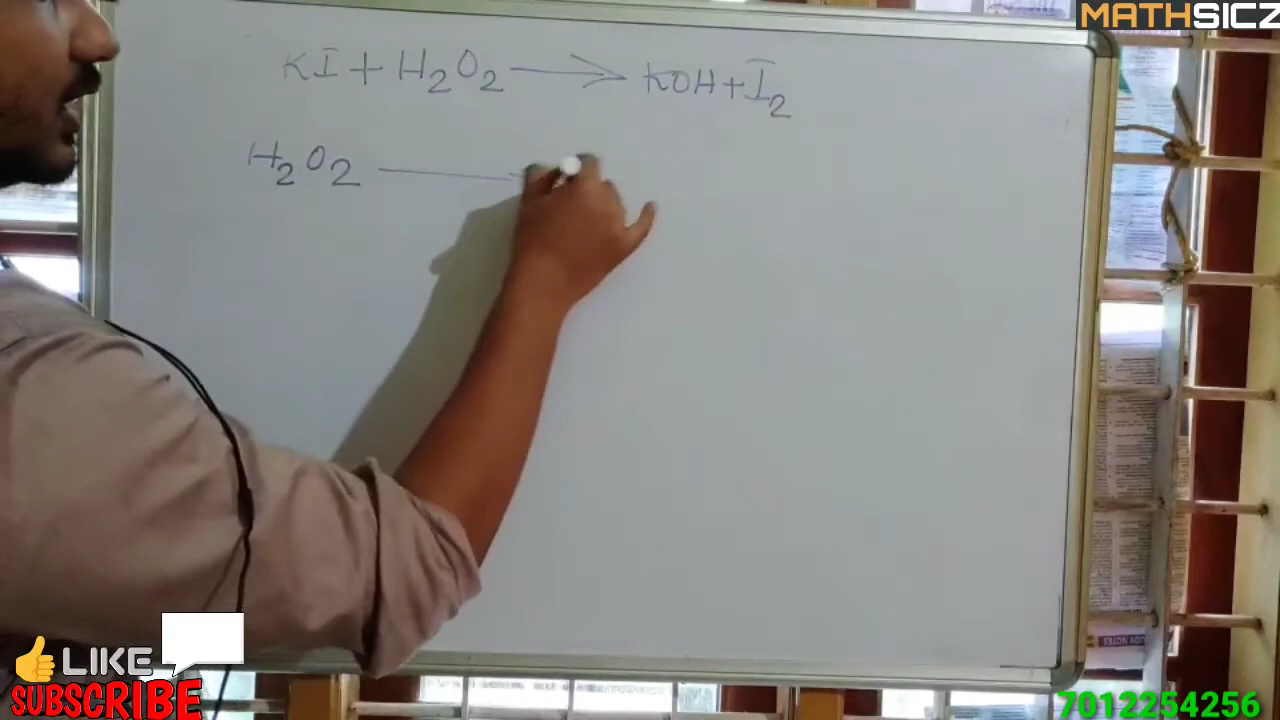 MATHSICZ
KI + H2O2 → KOH + I2
H2O2 —
LIKE
SUBSCRIBE
7012254256